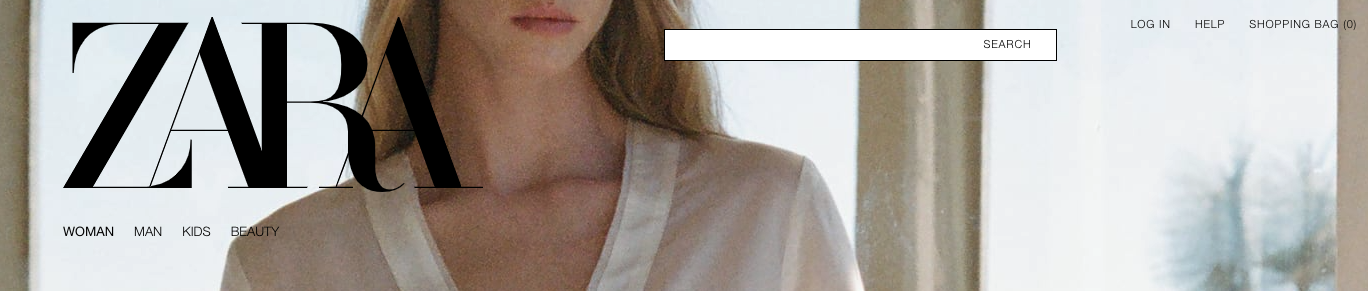 ZARA
SEARCH
LOG IN HELP SHOPPING BAG (0)
WOMAN MAN KIDS BEAUTY